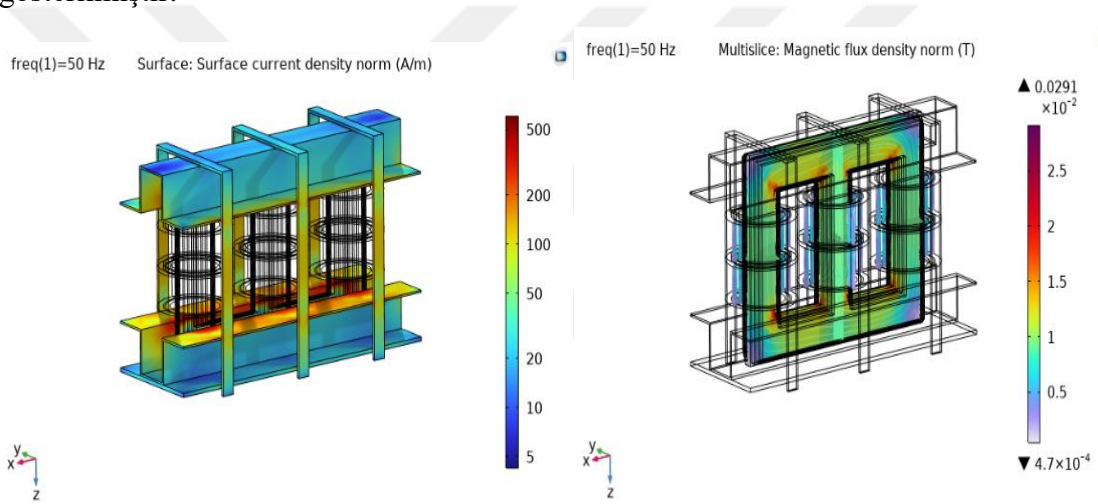 freq(1)=50 Hz Surface: Surface current density norm (A/m)
500
200
100
50
20
10
5
y
x
z
freq(1)=50 Hz Multislice: Magnetic flux density norm (T)
▲ 0.0291
×10⁻²
2.5
2
1.5
1
0.5
▼ 4.7×10⁻⁴
y
x
z